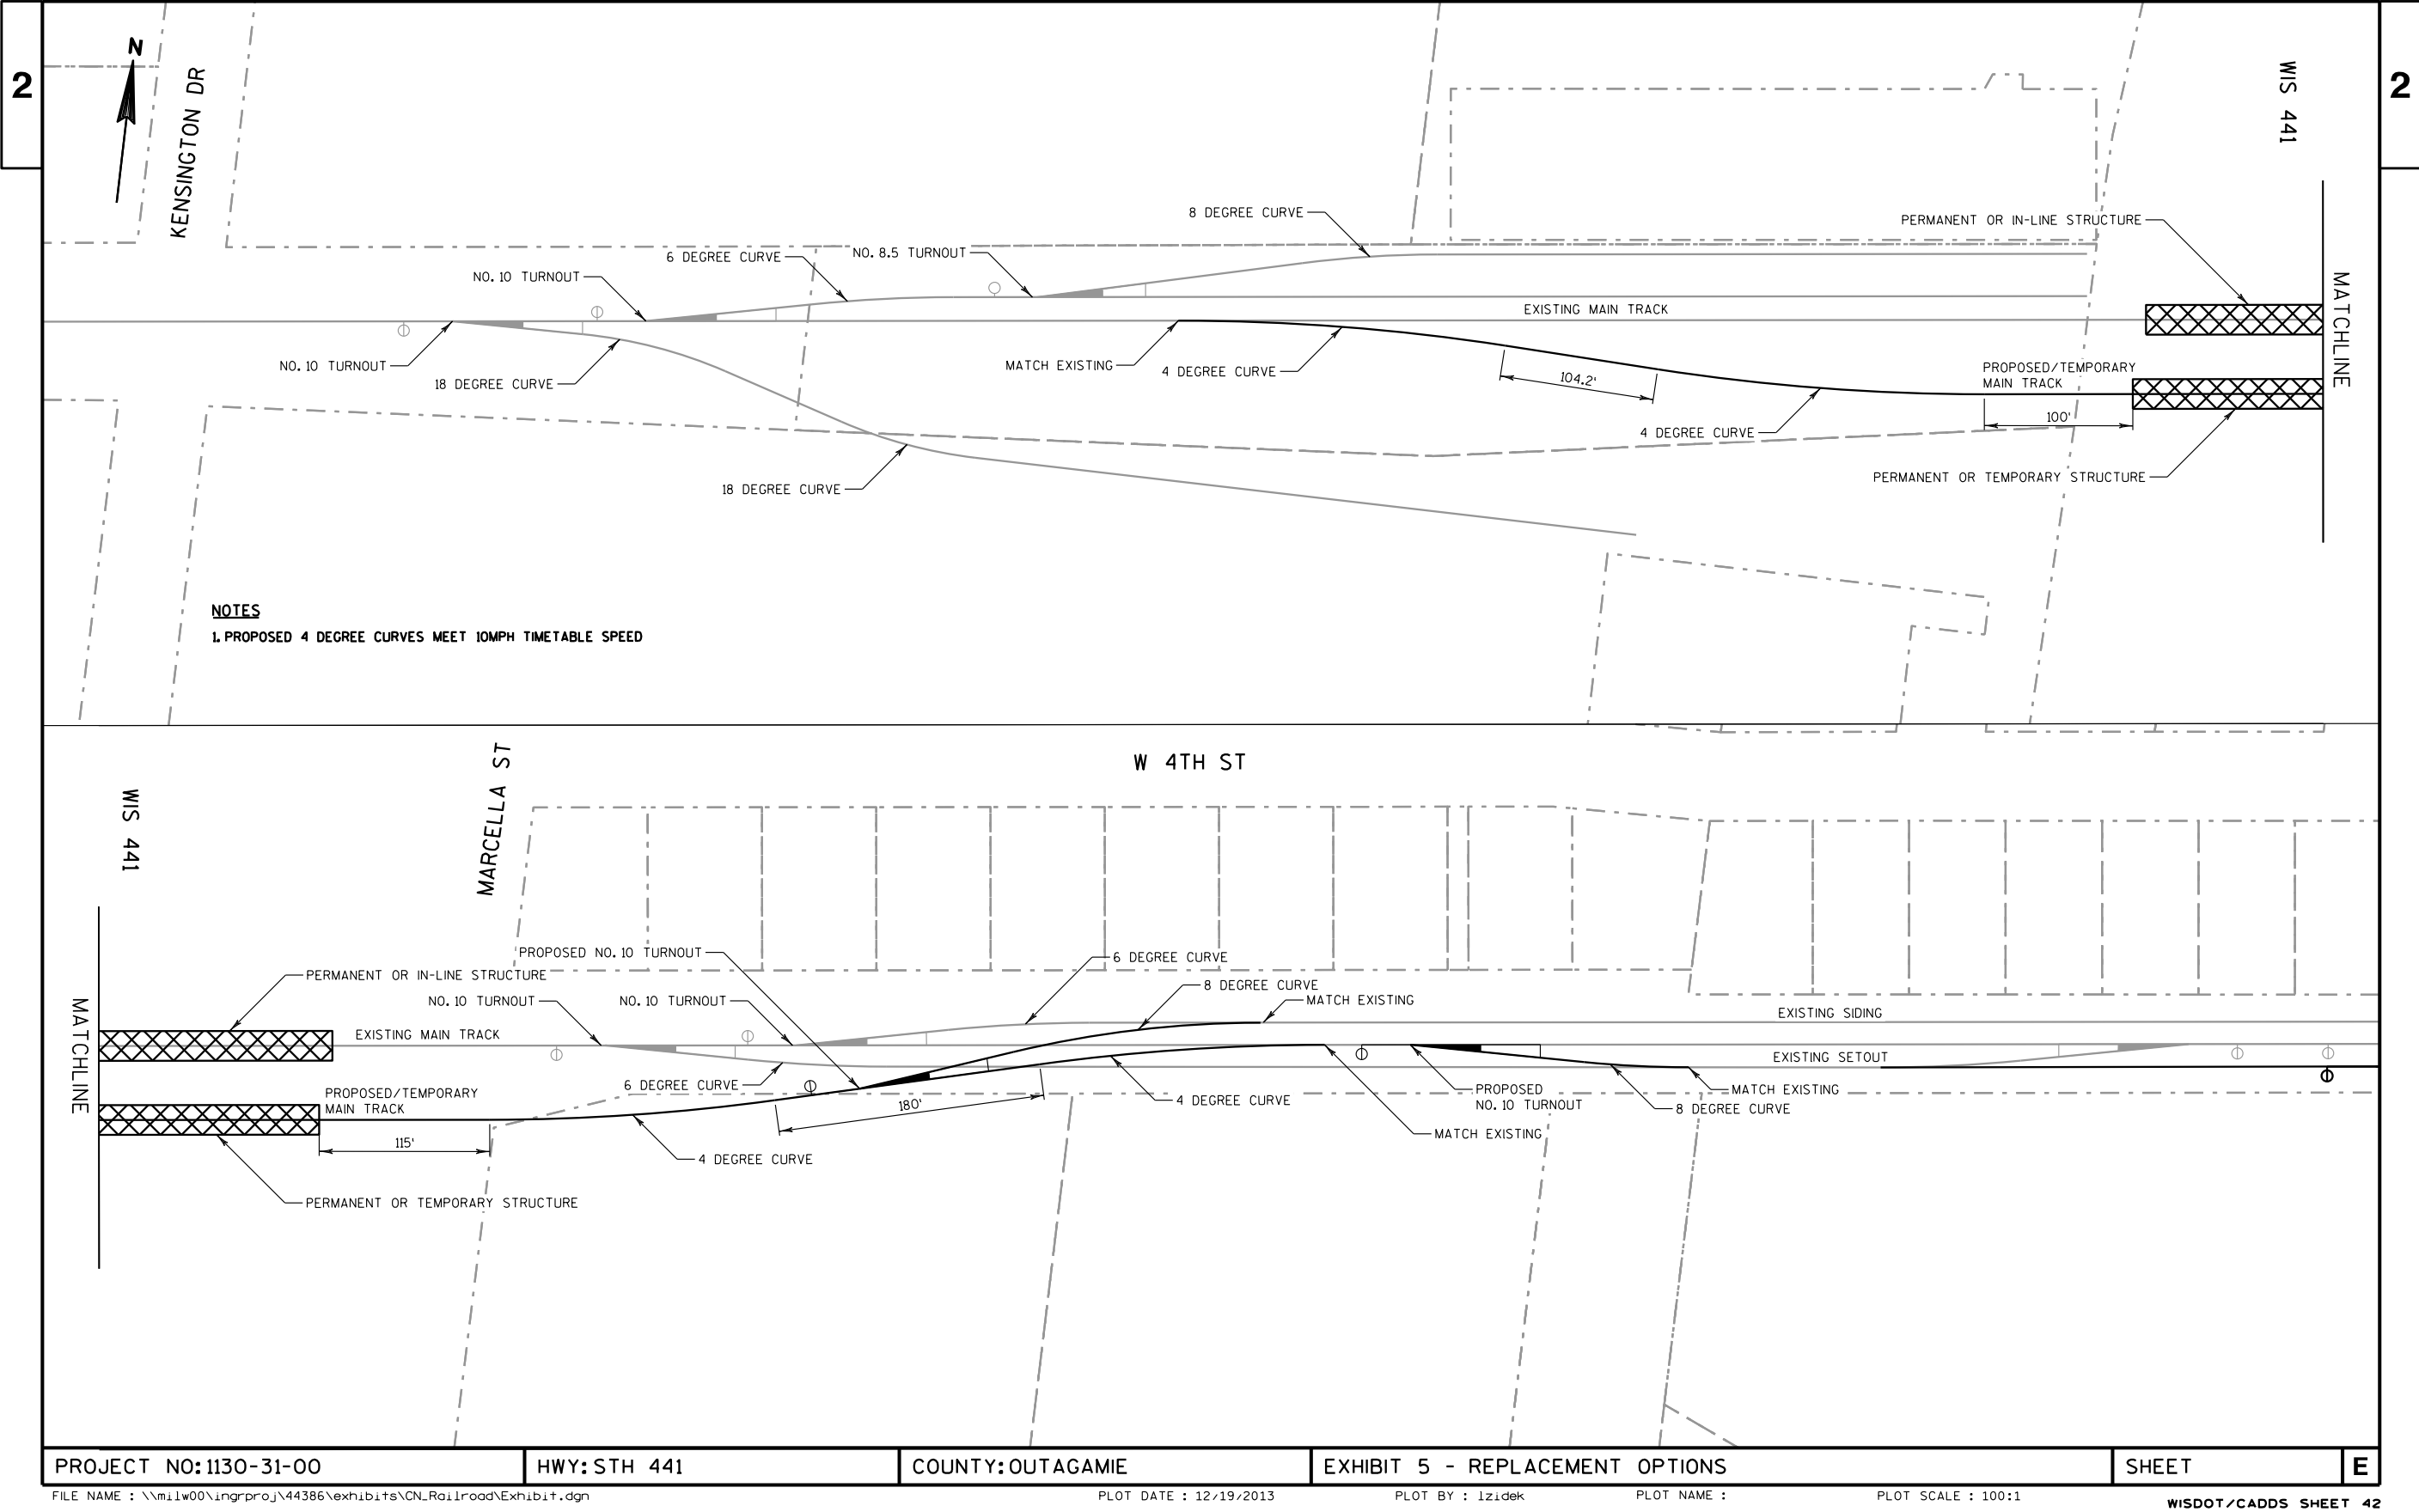 2
2
N
KENSINGTON DR
WIS 441
8 DEGREE CURVE
PERMANENT OR IN-LINE STRUCTURE
6 DEGREE CURVE
NO. 8.5 TURNOUT
NO. 10 TURNOUT
EXISTING MAIN TRACK
MATCHLINE
NO. 10 TURNOUT
18 DEGREE CURVE
MATCH EXISTING
4 DEGREE CURVE
104.2'
PROPOSED/TEMPORARY
MAIN TRACK
100'
4 DEGREE CURVE
18 DEGREE CURVE
PERMANENT OR TEMPORARY STRUCTURE
NOTES
1. PROPOSED 4 DEGREE CURVES MEET 10MPH TIMETABLE SPEED
W 4TH ST
WIS 441
MARCELLA ST
PROPOSED NO. 10 TURNOUT
6 DEGREE CURVE
PERMANENT OR IN-LINE STRUCTURE
8 DEGREE CURVE
NO. 10 TURNOUT
NO. 10 TURNOUT
MATCH EXISTING
EXISTING SIDING
MATCHLINE
EXISTING MAIN TRACK
EXISTING SETOUT
6 DEGREE CURVE
PROPOSED/TEMPORARY
MAIN TRACK
180'
4 DEGREE CURVE
PROPOSED
NO. 10 TURNOUT
MATCH EXISTING
8 DEGREE CURVE
MATCH EXISTING
115'
4 DEGREE CURVE
PERMANENT OR TEMPORARY STRUCTURE
PROJECT NO: 1130-31-00
HWY: STH 441
COUNTY: OUTAGAMIE
EXHIBIT 5 - REPLACEMENT OPTIONS
SHEET
E
FILE NAME : \\milw00\ingrproj\44386\exhibits\CN_Railroad\Exhibit.dgn
PLOT DATE : 12/19/2013
PLOT BY : lzidek
PLOT NAME :
PLOT SCALE : 100:1
WISDOT/CADDS SHEET 42